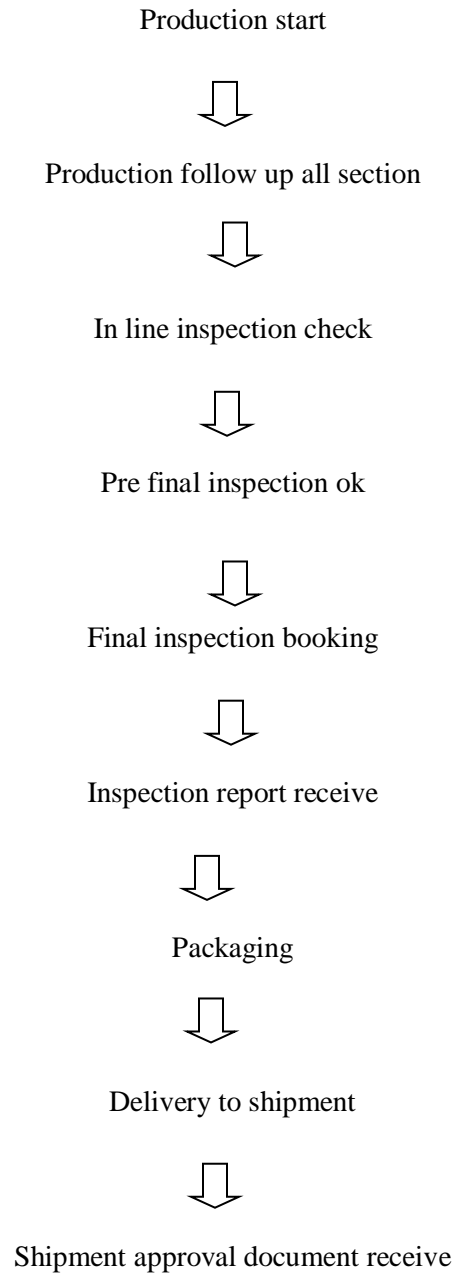 Production start
Production follow up all section
In line inspection check
Pre final inspection ok
Final inspection booking
Inspection report receive
Packaging
Delivery to shipment
Shipment approval document receive